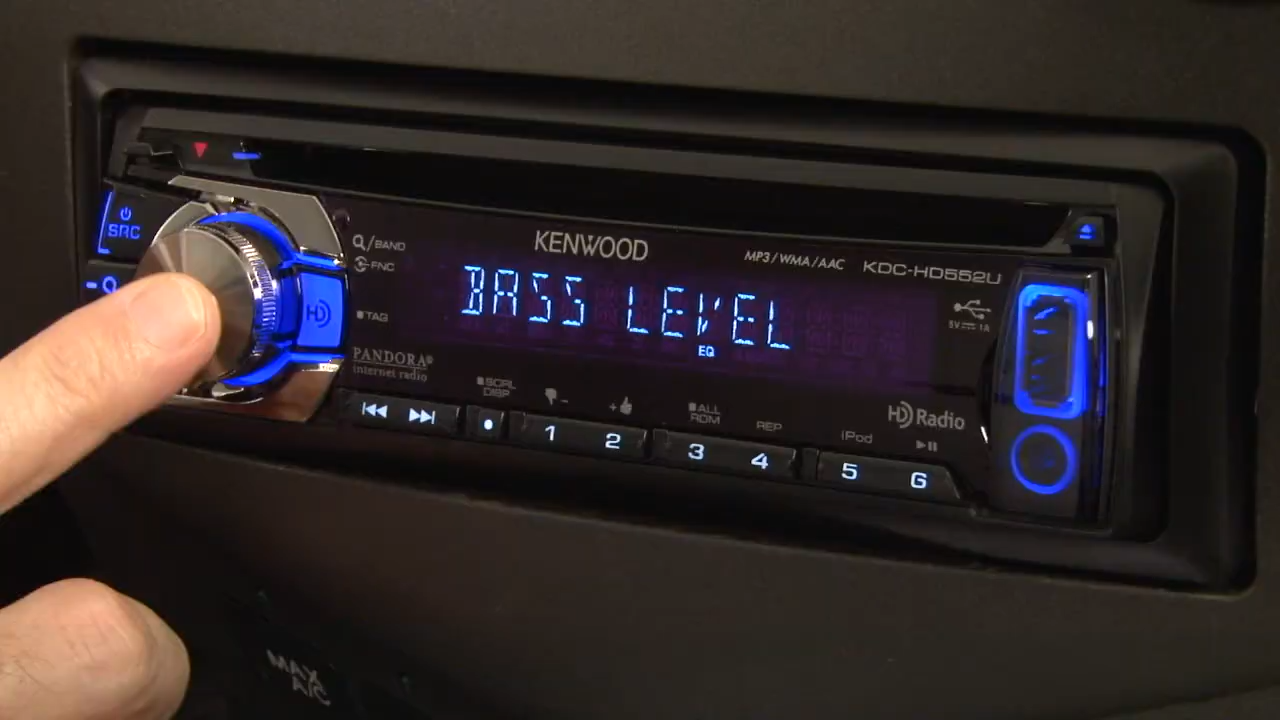 SRC
/BAND
FNC
KENWOOD
MP3/WMA/AAC
KDC-HD552U
BASS LEVEL
EQ
HD
5V 1A
TAG
PANDORA®
internet radio
SCRL
DISP
-
+
ALL
RDM
REP
iPod
HD Radio
1
2
3
4
5
6
MAX
A/C